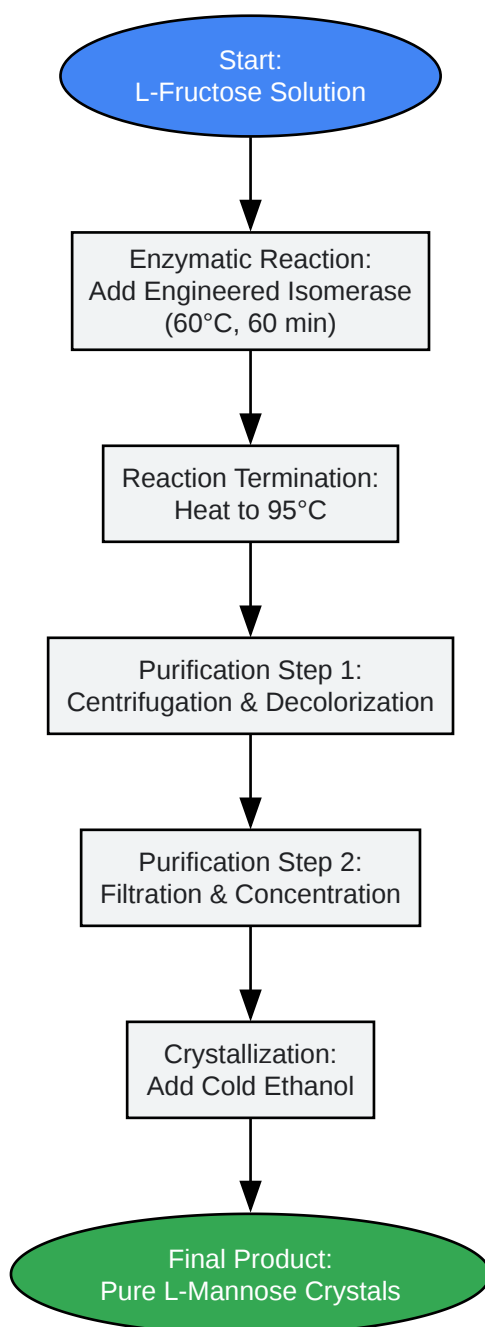 Start:
L-Fructose Solution
Enzymatic Reaction:
Add Engineered Isomerase
(60°C, 60 min)
Reaction Termination:
Heat to 95°C
Purification Step 1:
Centrifugation & Decolorization
Purification Step 2:
Filtration & Concentration
Crystallization:
Add Cold Ethanol
Final Product:
Pure L-Mannose Crystals